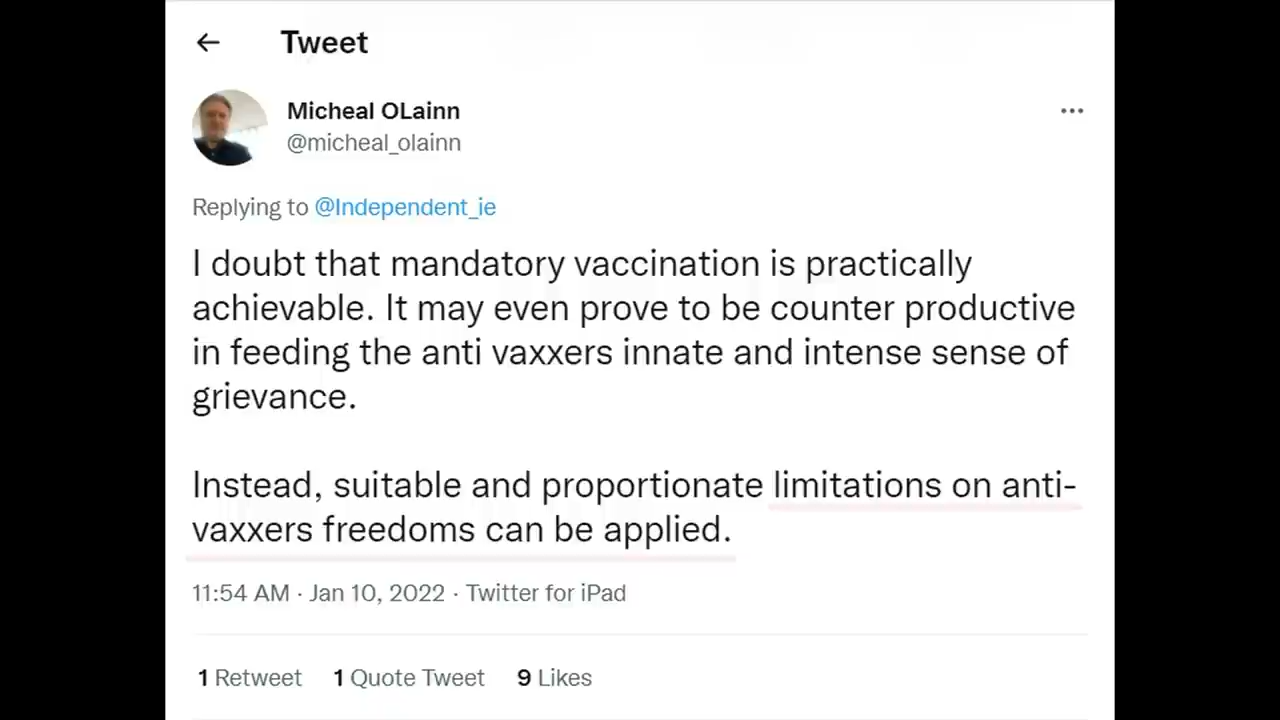 Tweet
Micheal OLainn
@micheal_olainn
Replying to @Independent_ie
I doubt that mandatory vaccination is practically
achievable. It may even prove to be counter productive
in feeding the anti vaxxers innate and intense sense of
grievance.
Instead, suitable and proportionate limitations on anti-
vaxxers freedoms can be applied.
11:54 AM · Jan 10, 2022 · Twitter for iPad
1 Retweet 1 Quote Tweet 9 Likes